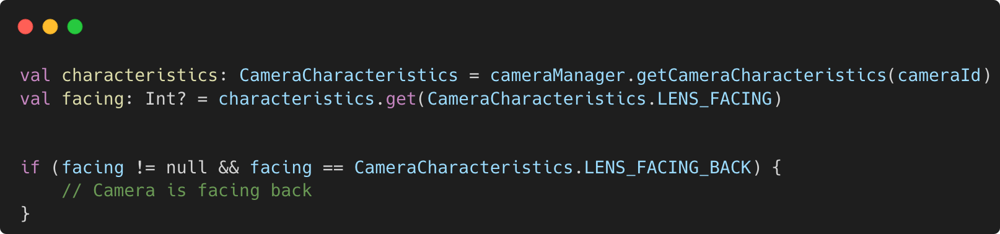 val characteristics: CameraCharacteristics = cameraManager.getCameraCharacteristics(cameraId)
val facing: Int? = characteristics.get(CameraCharacteristics.LENS_FACING)
if (facing != null && facing == CameraCharacteristics.LENS_FACING_BACK) {
    // Camera is facing back
}